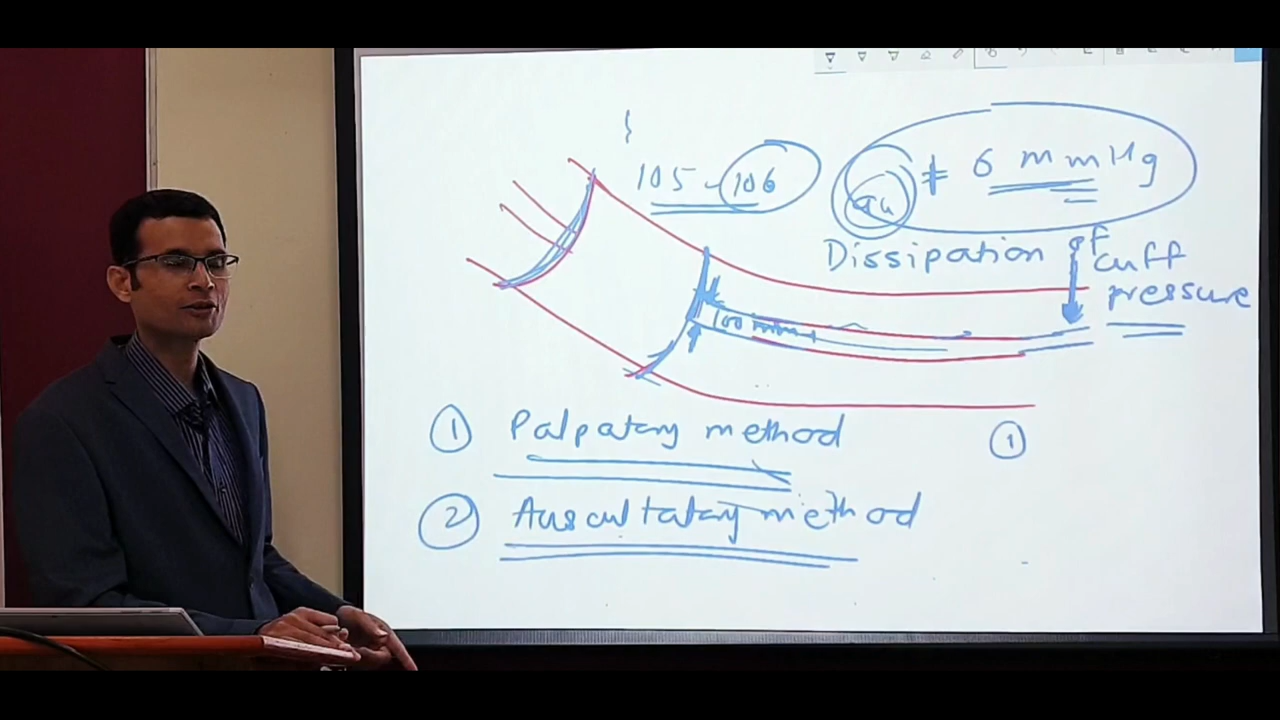 105 - 106
≠ 6 mmHg
Dissipation of
cuff
pressure
100 mm
① Palpatory method
①
② Auscultatory method